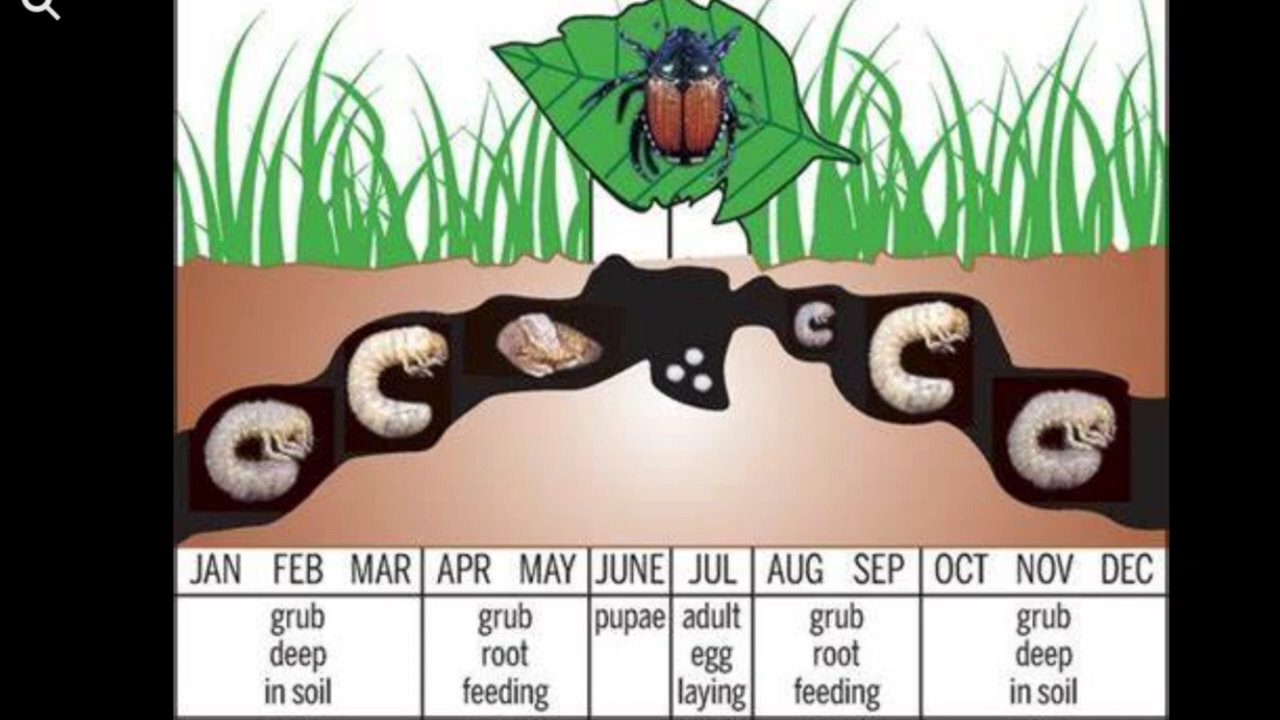 JAN FEB MAR APR MAY JUNE JUL AUG SEP OCT NOV DEC
grub deep in soil
grub root feeding
pupae
adult egg laying
grub root feeding
grub deep in soil